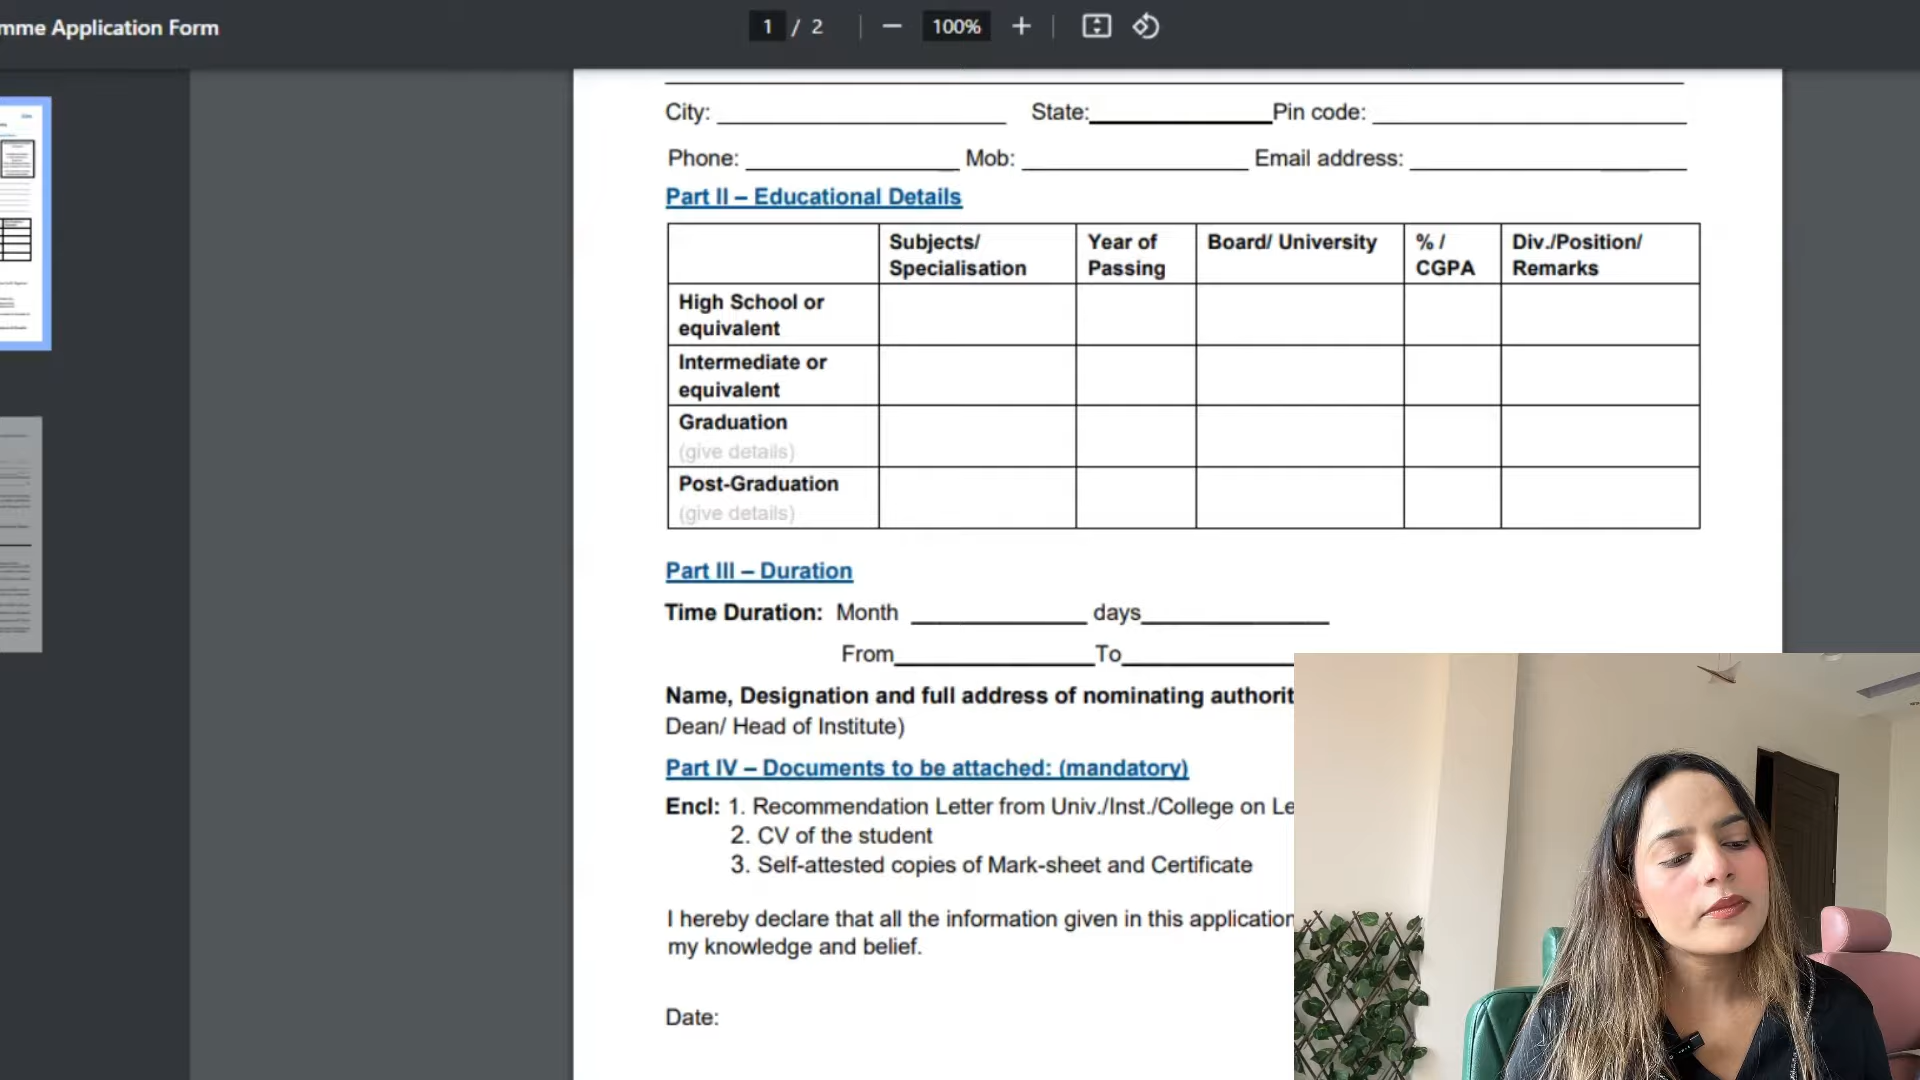 mme Application Form
1 / 2
100%
City: State: Pin code:
Phone: Mob: Email address:
Part II – Educational Details
Subjects/ Specialisation Year of Passing Board/ University % / CGPA Div./Position/ Remarks
High School or equivalent
Intermediate or equivalent
Graduation
(give details)
Post-Graduation
(give details)
Part III – Duration
Time Duration: Month days
From To
Name, Designation and full address of nominating authorit
Dean/ Head of Institute)
Part IV – Documents to be attached: (mandatory)
Encl: 1. Recommendation Letter from Univ./Inst./College on Le
2. CV of the student
3. Self-attested copies of Mark-sheet and Certificate
I hereby declare that all the information given in this application
my knowledge and belief.
Date: